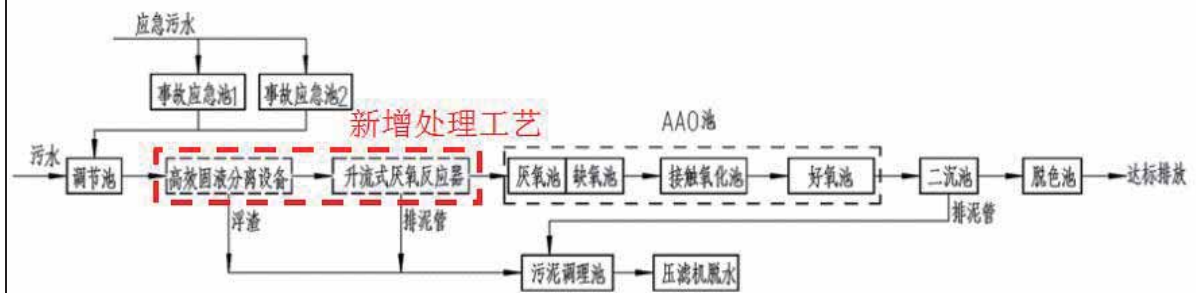 应急污水
事故应急池1
事故应急池2
新增处理工艺
AAO池
污水
调节池
高效固液分离设备
升流式厌氧反应器
厌氧池
缺氧池
接触氧化池
好氧池
二沉池
脱色池
达标排放
浮渣
排泥管
排泥管
污泥调理池
压滤机脱水